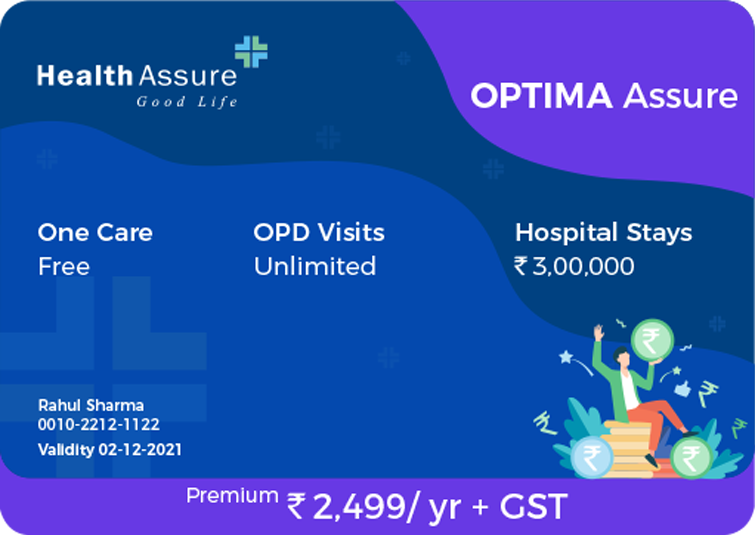 Health Assure
Good Life
OPTIMA Assure
One Care
Free
OPD Visits
Unlimited
Hospital Stays
₹ 3,00,000
Rahul Sharma
0010-2212-1122
Validity 02-12-2021
₹
₹
₹
₹
₹
₹
Premium ₹ 2,499/ yr + GST